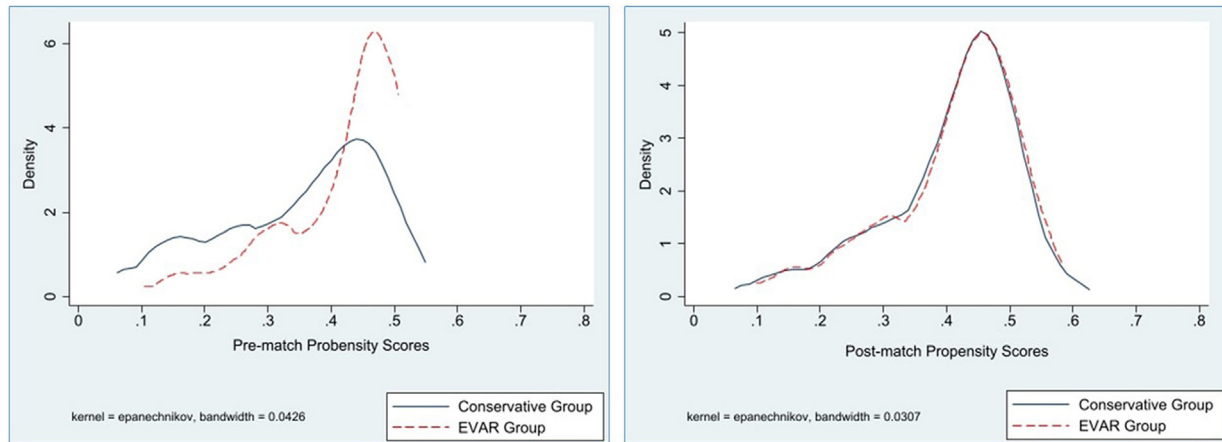 6
4
2
0
Density
0 .1 .2 .3 .4 .5 .6 .7 .8
Pre-match Probensity Scores
kernel = epanechnikov, bandwidth = 0.0426
Conservative Group
EVAR Group
5
4
3
2
1
0
Density
0 .1 .2 .3 .4 .5 .6 .7 .8
Post-match Propensity Scores
kernel = epanechnikov, bandwidth = 0.0307
Conservative Group
EVAR Group